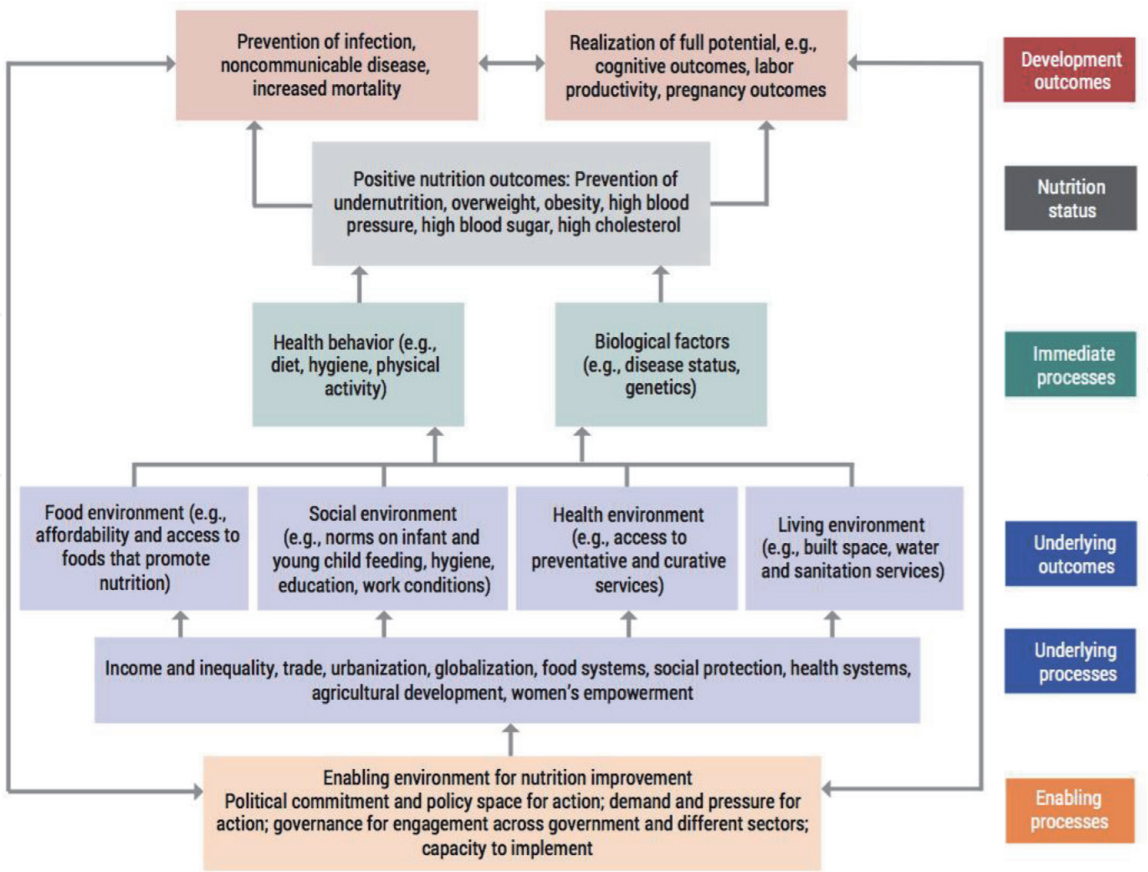 Prevention of infection,
noncommunicable disease,
increased mortality
Realization of full potential, e.g.,
cognitive outcomes, labor
productivity, pregnancy outcomes
Development
outcomes
Positive nutrition outcomes: Prevention of
undernutrition, overweight, obesity, high blood
pressure, high blood sugar, high cholesterol
Nutrition
status
Health behavior (e.g.,
diet, hygiene, physical
activity)
Biological factors
(e.g., disease status,
genetics)
Immediate
processes
Food environment (e.g.,
affordability and access to
foods that promote
nutrition)
Social environment
(e.g., norms on infant and
young child feeding, hygiene,
education, work conditions)
Health environment
(e.g., access to
preventative and curative
services)
Living environment
(e.g., built space, water
and sanitation services)
Underlying
outcomes
Income and inequality, trade, urbanization, globalization, food systems, social protection, health systems,
agricultural development, women's empowerment
Underlying
processes
Enabling environment for nutrition improvement
Political commitment and policy space for action; demand and pressure for
action; governance for engagement across government and different sectors;
capacity to implement
Enabling
processes